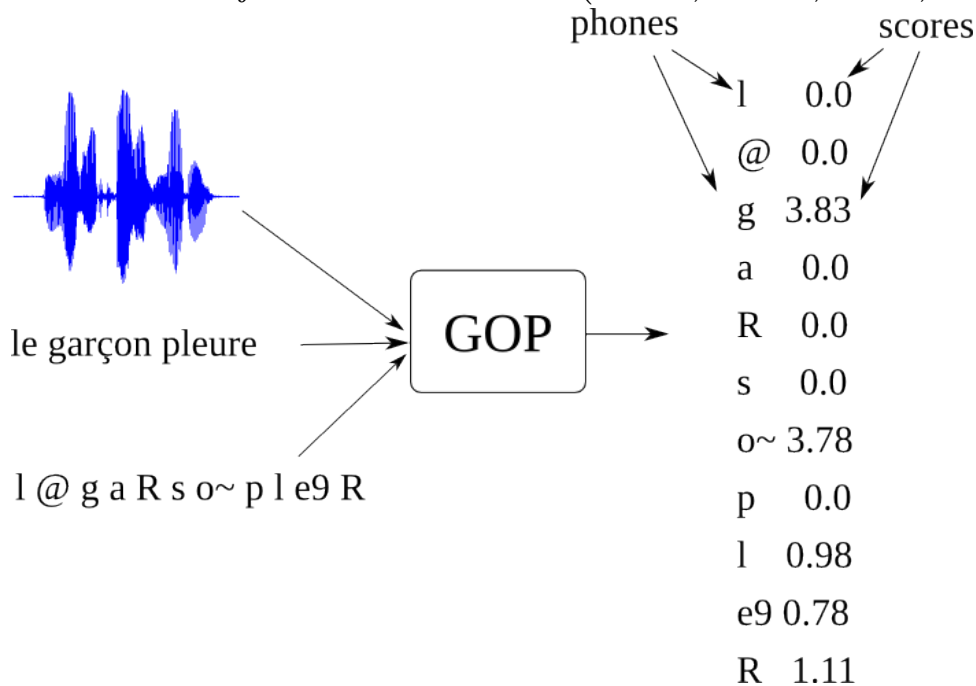 phones
scores
l 0.0
@ 0.0
g 3.83
a 0.0
R 0.0
s 0.0
o~ 3.78
p 0.0
l 0.98
e9 0.78
R 1.11
GOP
le garçon pleure
l @ g a R s o~ p l e9 R